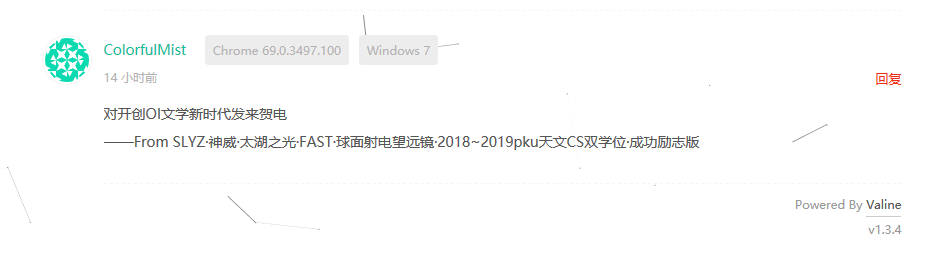 ColorfulMist Chrome 69.0.3497.100 Windows 7
14 小时前 回复
对开创OI文学新时代发来贺电
——From SLYZ·神威·太湖之光·FAST·球面射电望远镜·2018~2019pku天文CS双学位·成功励志版
Powered By Valine
v1.3.4